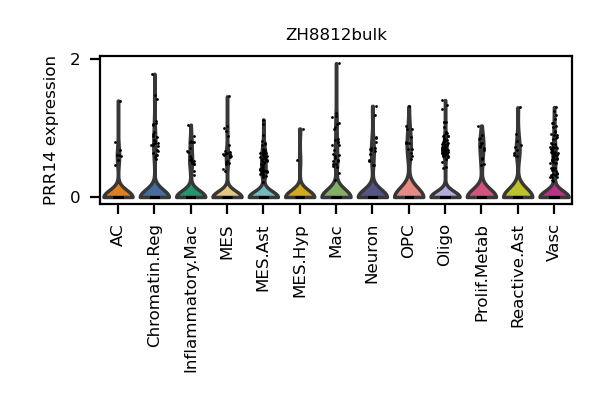 ZH8812bulk
PRR14 expression
2
0
AC
Chromatin.Reg
Inflammatory.Mac
MES
MES.Ast
MES.Hyp
Mac
Neuron
OPC
Oligo
Prolif.Metab
Reactive.Ast
Vasc